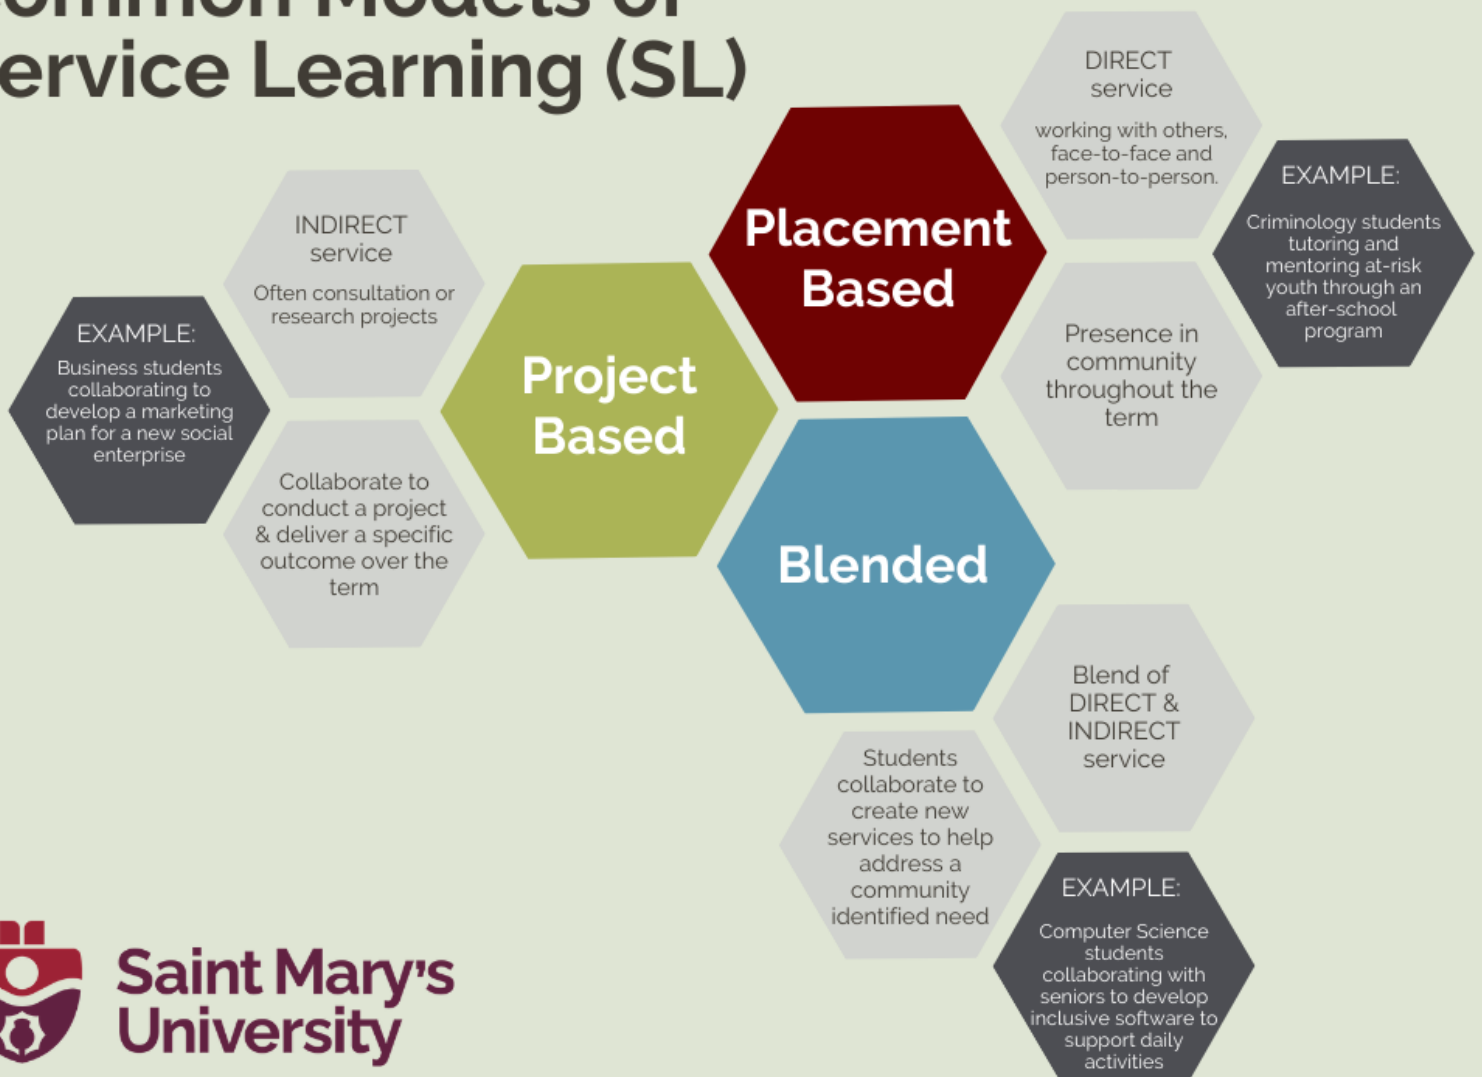 ommon Models of
ervice Learning (SL)
DIRECT
service
working with others,
face-to-face and
person-to-person.
EXAMPLE:
Criminology students
tutoring and
mentoring at-risk
youth through an
after-school
program
Placement
Based
Presence in
community
throughout the
term
INDIRECT
service
Often consultation or
research projects
EXAMPLE:
Business students
collaborating to
develop a marketing
plan for a new social
enterprise
Project
Based
Collaborate to
conduct a project
& deliver a specific
outcome over the
term
Blended
Blend of
DIRECT &
INDIRECT
service
Students
collaborate to
create new
services to help
address a
community
identified need
EXAMPLE:
Computer Science
students
collaborating with
seniors to develop
inclusive software to
support daily
activities
Saint Mary's
University